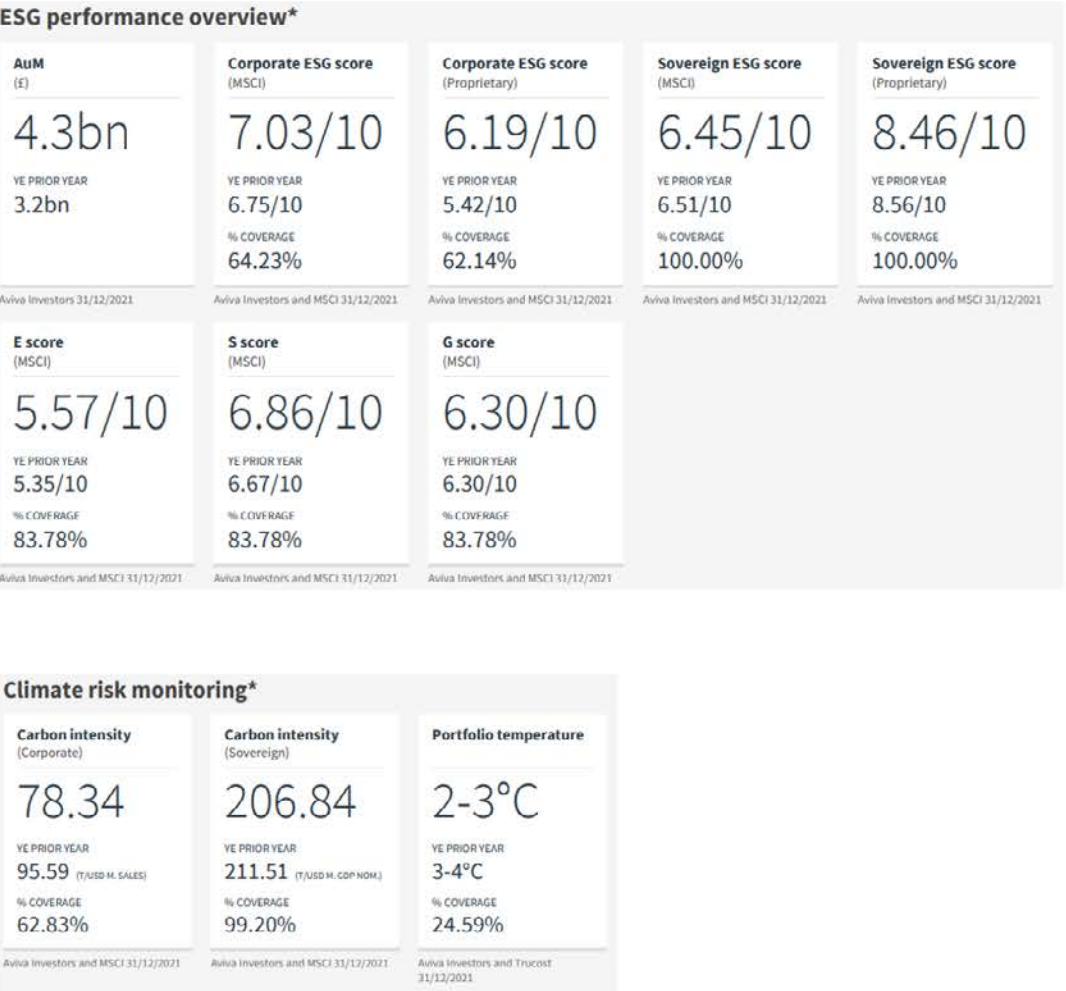 ESG performance overview*
AuM
(£)
4.3bn
YE PRIOR YEAR
3.2bn
Aviva Investors 31/12/2021
Corporate ESG score
(MSCI)
7.03/10
YE PRIOR YEAR
6.75/10
% COVERAGE
64.23%
Aviva Investors and MSCI 31/12/2021
Corporate ESG score
(Proprietary)
6.19/10
YE PRIOR YEAR
5.42/10
% COVERAGE
62.14%
Aviva Investors and MSCI 31/12/2021
Sovereign ESG score
(MSCI)
6.45/10
YE PRIOR YEAR
6.51/10
% COVERAGE
100.00%
Aviva Investors and MSCI 31/12/2021
Sovereign ESG score
(Proprietary)
8.46/10
YE PRIOR YEAR
8.56/10
% COVERAGE
100.00%
Aviva Investors and MSCI 31/12/2021
E score
(MSCI)
5.57/10
YE PRIOR YEAR
5.35/10
% COVERAGE
83.78%
Aviva Investors and MSCI 31/12/2021
S score
(MSCI)
6.86/10
YE PRIOR YEAR
6.67/10
% COVERAGE
83.78%
Aviva Investors and MSCI 31/12/2021
G score
(MSCI)
6.30/10
YE PRIOR YEAR
6.30/10
% COVERAGE
83.78%
Aviva Investors and MSCI 31/12/2021
Climate risk monitoring*
Carbon intensity
(Corporate)
78.34
YE PRIOR YEAR
95.59 (T/USD M. SALES)
% COVERAGE
62.83%
Aviva Investors and MSCI 31/12/2021
Carbon intensity
(Sovereign)
206.84
YE PRIOR YEAR
211.51 (T/USD M. GDP NOM.)
% COVERAGE
99.20%
Aviva Investors and MSCI 31/12/2021
Portfolio temperature
2-3°C
YE PRIOR YEAR
3-4°C
% COVERAGE
24.59%
Aviva Investors and Trucost
31/12/2021